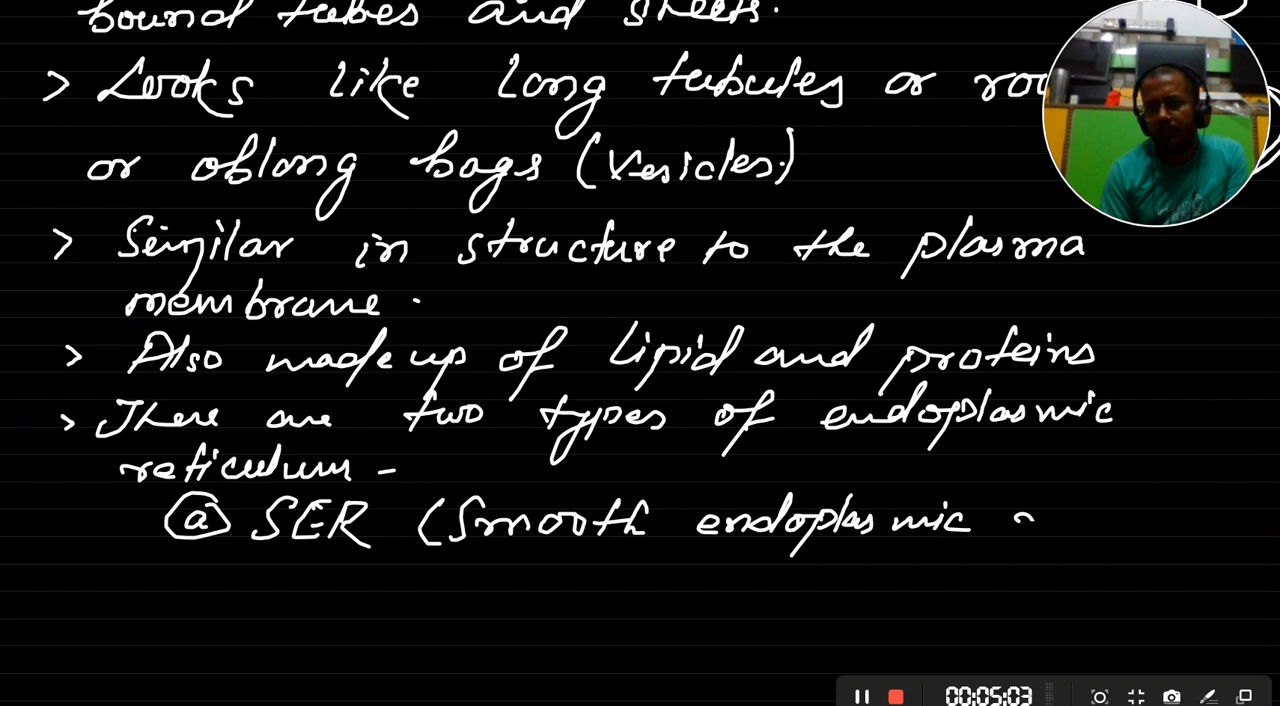 bound tubes and sheets.
> Looks like long tubules or
or oblong bags (Vesicles.)
> Similar in structure to the plasma
membrane.
> Also made up of lipid and proteins
> There are two types of endoplasmic
reticulum -
(a) SER (Smooth endoplasmic
00:05:03